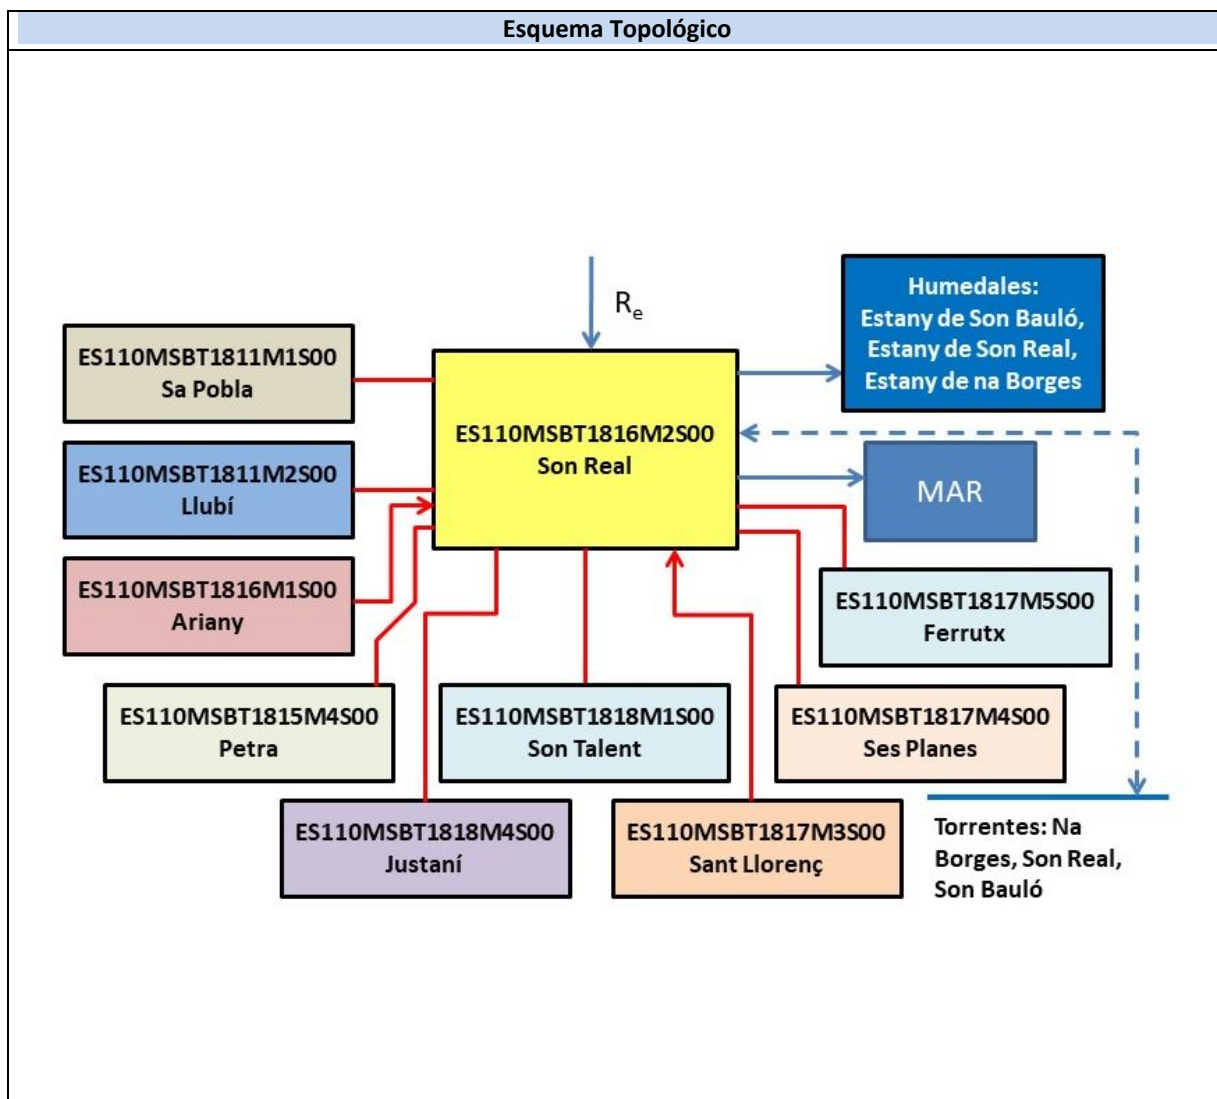 Esquema Topológico
Re
Humedales:
Estany de Son Bauló,
Estany de Son Real,
Estany de na Borges
ES110MSBT1811M1S00
Sa Pobla
ES110MSBT1816M2S00
Son Real
ES110MSBT1811M2S00
Llubí
MAR
ES110MSBT1816M1S00
Ariany
ES110MSBT1817M5S00
Ferrutx
ES110MSBT1815M4S00
Petra
ES110MSBT1818M1S00
Son Talent
ES110MSBT1817M4S00
Ses Planes
ES110MSBT1818M4S00
Justaní
ES110MSBT1817M3S00
Sant Llorenç
Torrentes: Na
Borges, Son Real,
Son Bauló